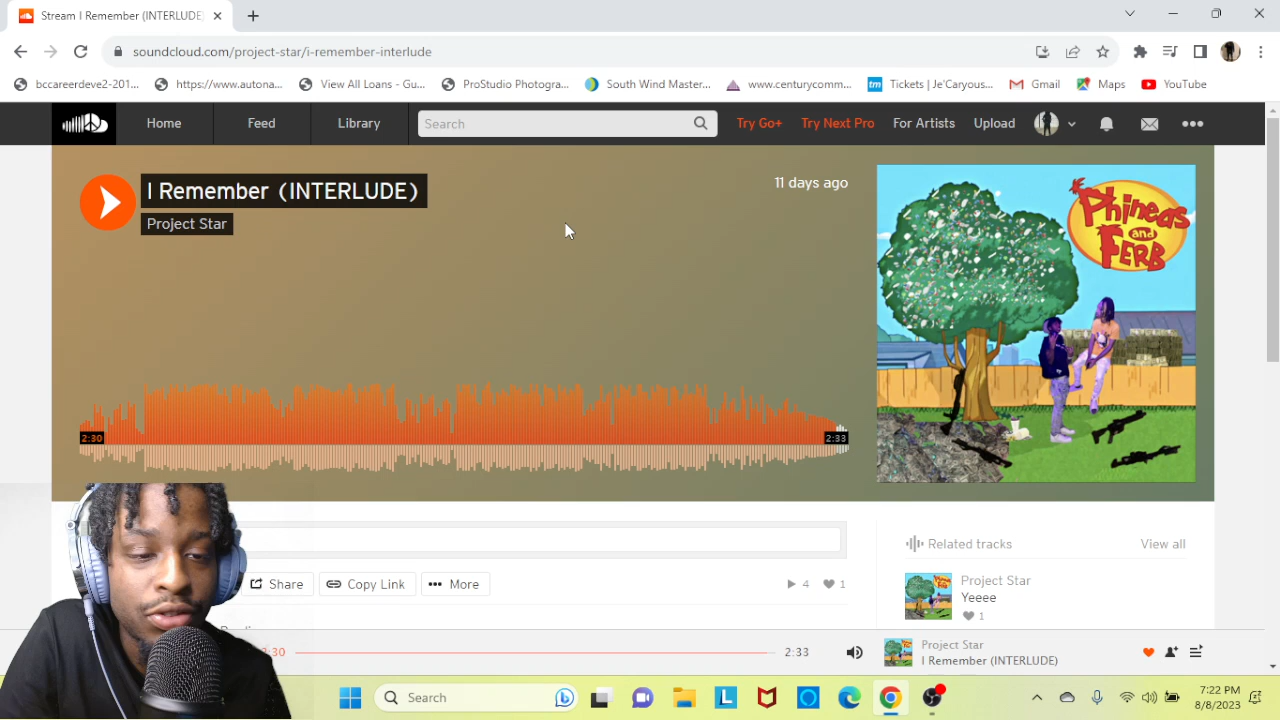 Stream I Remember (INTERLUDE)
soundcloud.com/project-star/i-remember-interlude
bccareerdeve2-201... https://www.autona... View All Loans - Gu... ProStudio Photogra... South Wind Master... www.centurycomm... tm Tickets | Je'Caryous... Gmail Maps YouTube
Home Feed Library Search Try Go+ Try Next Pro For Artists Upload
I Remember (INTERLUDE)
11 days ago
Project Star
Phineas
and
FERB
2:30 2:33
Related tracks View all
Share Copy Link More 4 1
Project Star
Yeeee
1
2:33
Project Star
I Remember (INTERLUDE)
Search
L
7:22 PM
8/8/2023